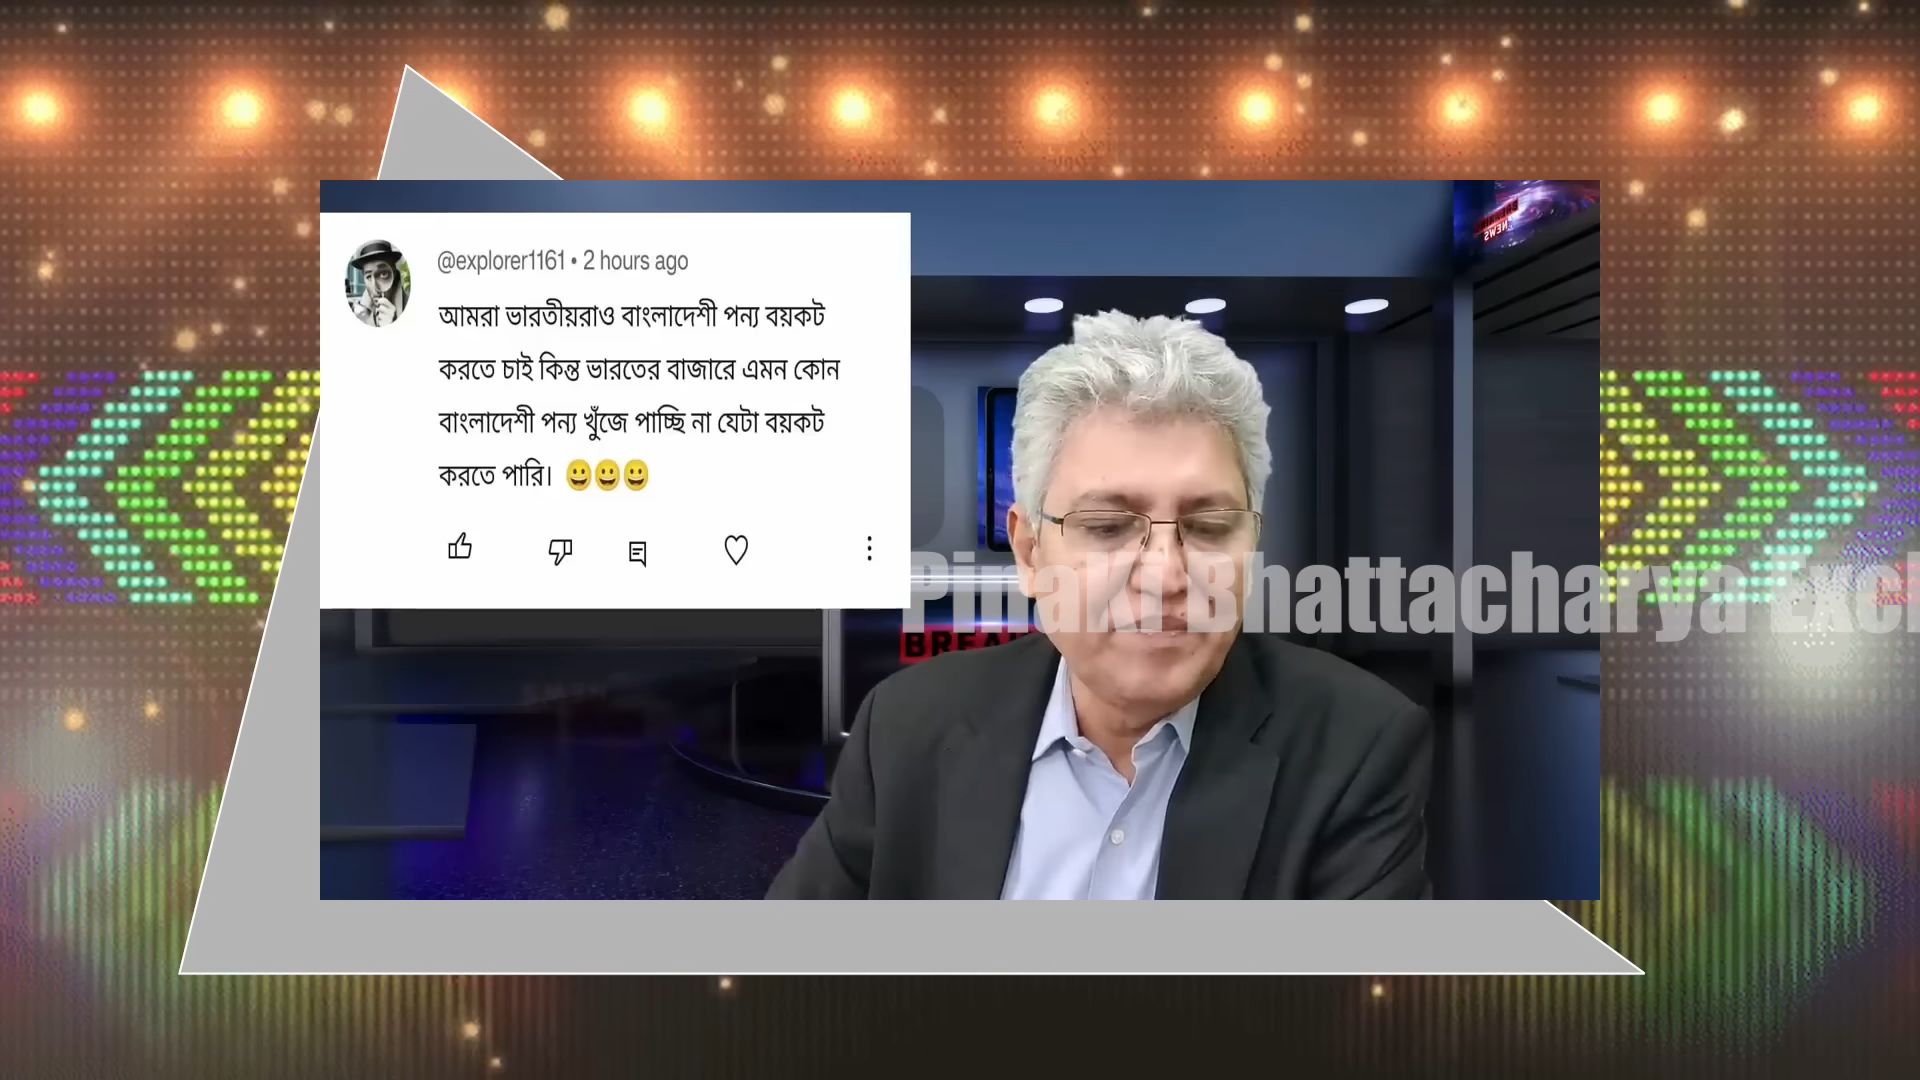 @explorer1161 • 2 hours ago
আমরা ভারতীয়রাও বাংলাদেশী পন্য বয়কট
করতে চাই কিন্ত ভারতের বাজারে এমন কোন
বাংলাদেশী পন্য খুঁজে পাচ্ছি না যেটা বয়কট
করতে পারি। 😀😀😀
Pinaki Bhattacharya